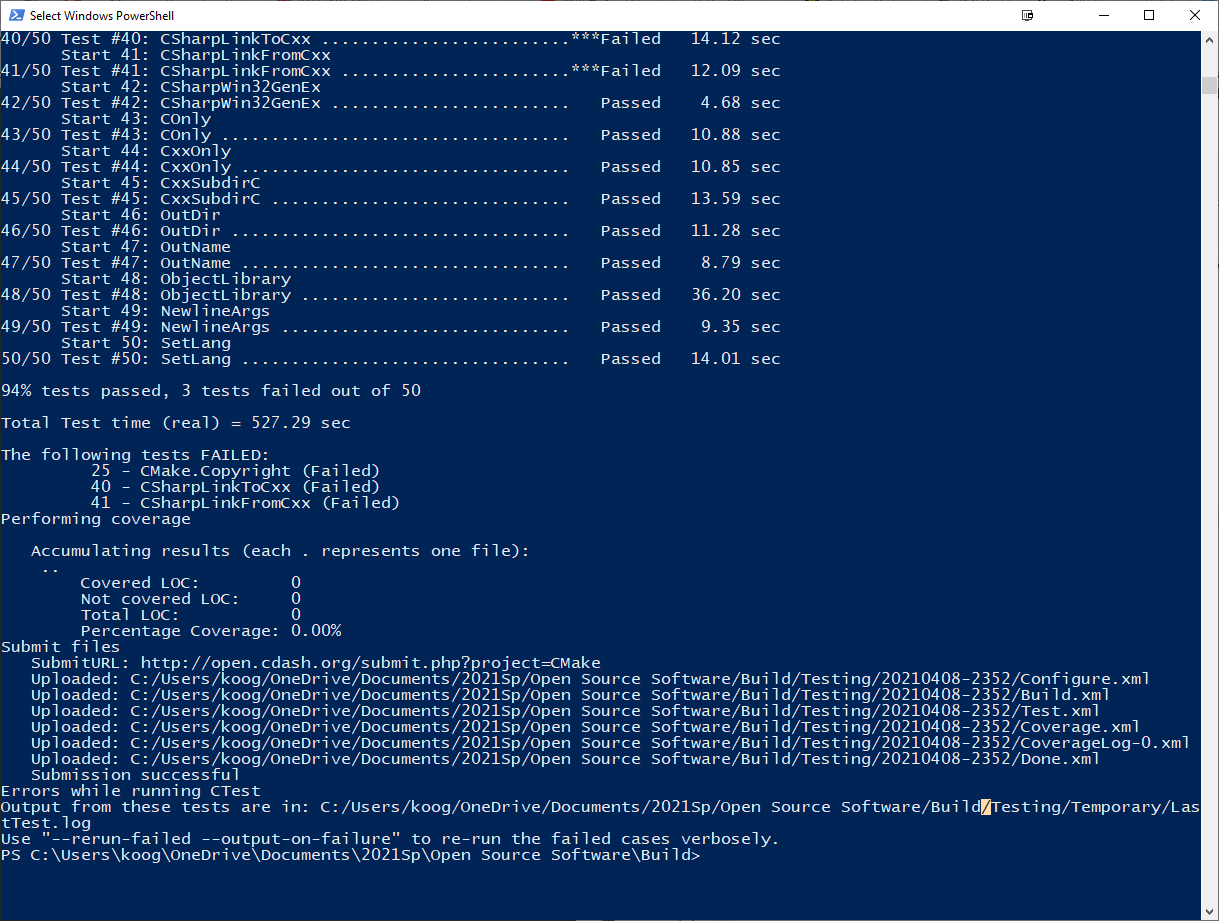 Select Windows PowerShell
40/50 Test #40: CSharpLinkToCxx .........................***Failed   14.12 sec
      Start 41: CSharpLinkFromCxx
41/50 Test #41: CSharpLinkFromCxx .......................***Failed   12.09 sec
      Start 42: CSharpWin32GenEx
42/50 Test #42: CSharpWin32GenEx ........................   Passed    4.68 sec
      Start 43: COnly
43/50 Test #43: COnly ...................................   Passed   10.88 sec
      Start 44: CxxOnly
44/50 Test #44: CxxOnly .................................   Passed   10.85 sec
      Start 45: CxxSubdirC
45/50 Test #45: CxxSubdirC ..............................   Passed   13.59 sec
      Start 46: OutDir
46/50 Test #46: OutDir ..................................   Passed   11.28 sec
      Start 47: OutName
47/50 Test #47: OutName .................................   Passed    8.79 sec
      Start 48: ObjectLibrary
48/50 Test #48: ObjectLibrary ...........................   Passed   36.20 sec
      Start 49: NewlineArgs
49/50 Test #49: NewlineArgs .............................   Passed    9.35 sec
      Start 50: SetLang
50/50 Test #50: SetLang .................................   Passed   14.01 sec

94% tests passed, 3 tests failed out of 50

Total Test time (real) = 527.29 sec

The following tests FAILED:
         25 - CMake.Copyright (Failed)
         40 - CSharpLinkToCxx (Failed)
         41 - CSharpLinkFromCxx (Failed)
Performing coverage

   Accumulating results (each . represents one file):
    ..
        Covered LOC:         0
        Not covered LOC:     0
        Total LOC:           0
        Percentage Coverage: 0.00%
Submit files
   SubmitURL: http://open.cdash.org/submit.php?project=CMake
   Uploaded: C:/Users/koog/OneDrive/Documents/2021Sp/Open Source Software/Build/Testing/20210408-2352/Configure.xml
   Uploaded: C:/Users/koog/OneDrive/Documents/2021Sp/Open Source Software/Build/Testing/20210408-2352/Build.xml
   Uploaded: C:/Users/koog/OneDrive/Documents/2021Sp/Open Source Software/Build/Testing/20210408-2352/Test.xml
   Uploaded: C:/Users/koog/OneDrive/Documents/2021Sp/Open Source Software/Build/Testing/20210408-2352/Coverage.xml
   Uploaded: C:/Users/koog/OneDrive/Documents/2021Sp/Open Source Software/Build/Testing/20210408-2352/CoverageLog-0.xml
   Uploaded: C:/Users/koog/OneDrive/Documents/2021Sp/Open Source Software/Build/Testing/20210408-2352/Done.xml
   Submission successful
Errors while running CTest
Output from these tests are in: C:/Users/koog/OneDrive/Documents/2021Sp/Open Source Software/Build/Testing/Temporary/Las
tTest.log
Use "--rerun-failed --output-on-failure" to re-run the failed cases verbosely.
PS C:\Users\koog\OneDrive\Documents\2021Sp\Open Source Software\Build>